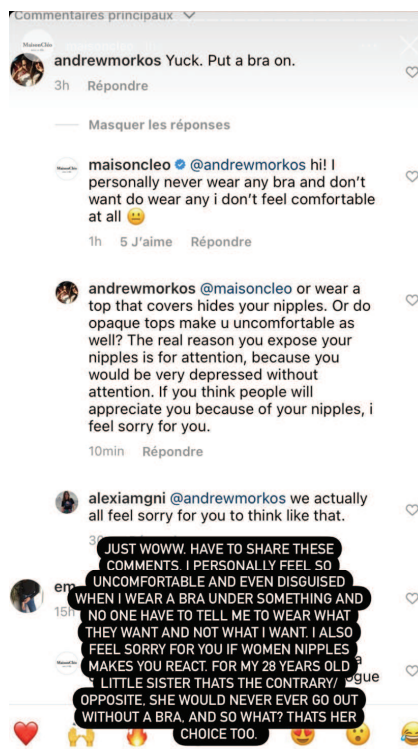 Commentaires principaux
andrewmorkos Yuck. Put a bra on.
3h Répondre
Masquer les réponses
maisoncleo @andrewmorkos hi! I
personally never wear any bra and don't
want do wear any i don't feel comfortable
at all 😐
1h 5 J'aime Répondre
andrewmorkos @maisoncleo or wear a
top that covers hides your nipples. Or do
opaque tops make u uncomfortable as
well? The real reason you expose your
nipples is for attention, because you
would be very depressed without
attention. If you think people will
appreciate you because of your nipples, i
feel sorry for you.
10min Répondre
alexiamgni @andrewmorkos we actually
all feel sorry for you to think like that.
JUST WOWW. HAVE TO SHARE THESE
COMMENTS. I PERSONALLY FEEL SO
UNCOMFORTABLE AND EVEN DISGUISED
WHEN I WEAR A BRA UNDER SOMETHING AND
NO ONE HAVE TO TELL ME TO WEAR WHAT
THEY WANT AND NOT WHAT I WANT. I ALSO
FEEL SORRY FOR YOU IF WOMEN NIPPLES
MAKES YOU REACT. FOR MY 28 YEARS OLD
LITTLE SISTER THATS THE CONTRARY/
OPPOSITE, SHE WOULD NEVER EVER GO OUT
WITHOUT A BRA, AND SO WHAT? THATS HER
CHOICE TOO.